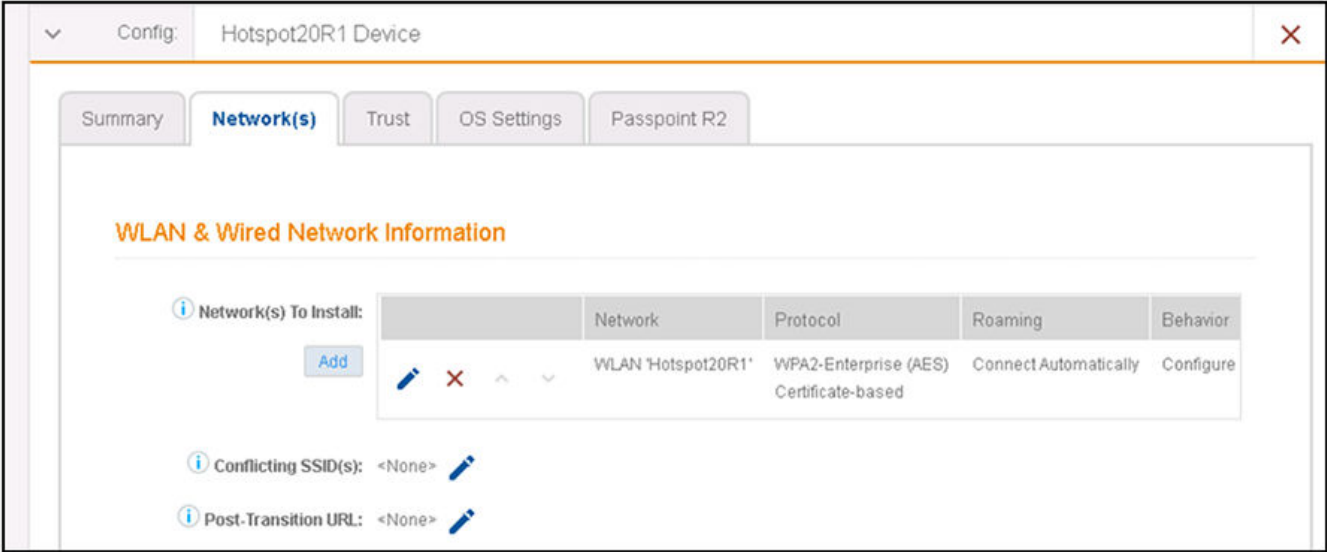 Config: Hotspot20R1 Device
Summary Network(s) Trust OS Settings Passpoint R2
WLAN & Wired Network Information
Network(s) To Install:
Network Protocol Roaming Behavior
Add
WLAN 'Hotspot20R1' WPA2-Enterprise (AES) Connect Automatically Configure
Certificate-based
Conflicting SSID(s): <None>
Post-Transition URL: <None>